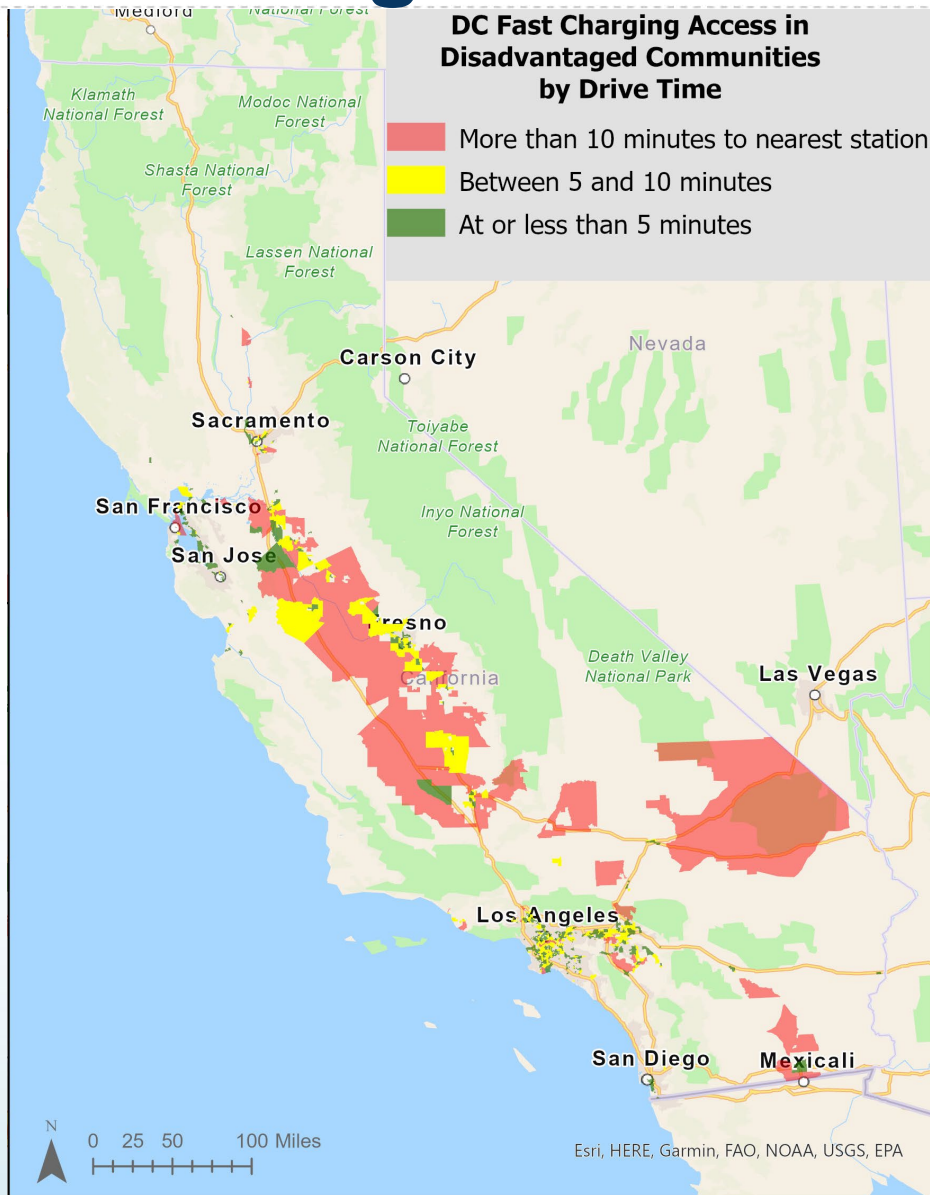 Medford
National Forest
DC Fast Charging Access in
Disadvantaged Communities
by Drive Time
More than 10 minutes to nearest station
Between 5 and 10 minutes
At or less than 5 minutes
Klamath
National Forest
Modoc National
Forest
Shasta National
Forest
Lassen National
Forest
Nevada
Carson City
Sacramento
Toiyabe
National Forest
San Francisco
Inyo National
Forest
San Jose
Fresno
California
Death Valley
National Park
Las Vegas
Los Angeles
San Diego
Mexicali
N
0 25 50 100 Miles
Esri, HERE, Garmin, FAO, NOAA, USGS, EPA